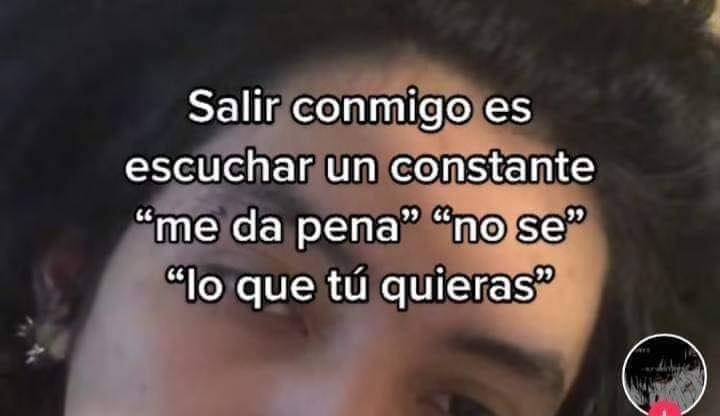 Salir conmigo es
escuchar un constante
“me da pena” “no se”
“lo que tú quieras”